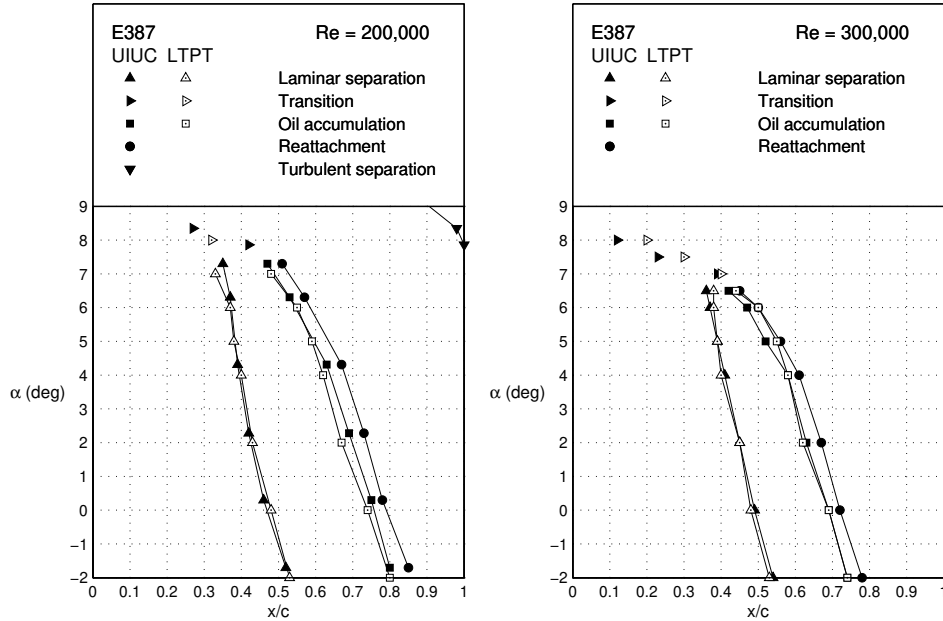 E387 Re = 200,000
UIUC LTPT
Laminar separation
Transition
Oil accumulation
Reattachment
Turbulent separation
9
8
7
6
5
4
α (deg)
3
2
1
0
−1
−2
0 0.1 0.2 0.3 0.4 0.5 0.6 0.7 0.8 0.9 1
x/c
E387 Re = 300,000
UIUC LTPT
Laminar separation
Transition
Oil accumulation
Reattachment
9
8
7
6
5
4
α (deg)
3
2
1
0
−1
−2
0 0.1 0.2 0.3 0.4 0.5 0.6 0.7 0.8 0.9 1
x/c